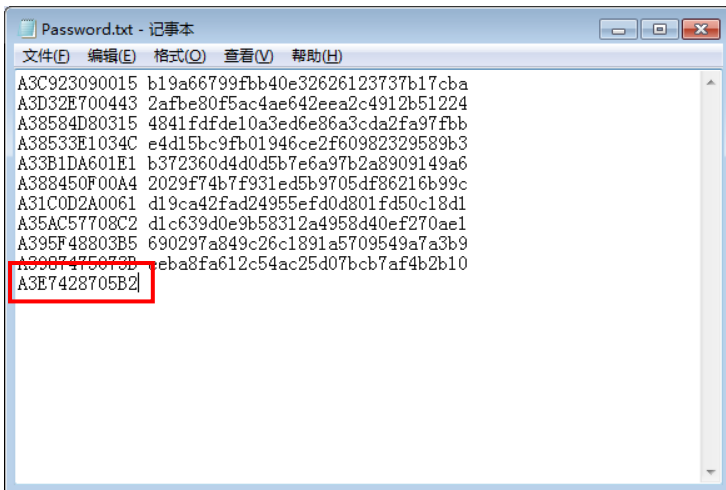 Password.txt - 记事本
文件(F) 编辑(E) 格式(O) 查看(V) 帮助(H)
A3C923090015 b19a66799fbb40e32626123737b17cba
A3D32E700443 2afbe80f5ac4ae642eea2c4912b51224
A38584D80315 4841fdfde10a3ed6e86a3cda2fa97fbb
A38533E1034C e4d15bc9fb01946ce2f60982329589b3
A33B1DA601E1 b372360d4d0d5b7e6a97b2a8909149a6
A388450F00A4 2029f74b7f931ed5b9705df86216b99c
A31C0D2A0061 d19ca42fad24955efd0d801fd50c18d1
A35AC57708C2 d1c639d0e9b58312a4958d40ef270ae1
A395F48803B5 690297a849c26c1891a5709549a7a3b9
A3987475073B eeba8fa612c54ac25d07bcb7af4b2b10
A3E7428705B2